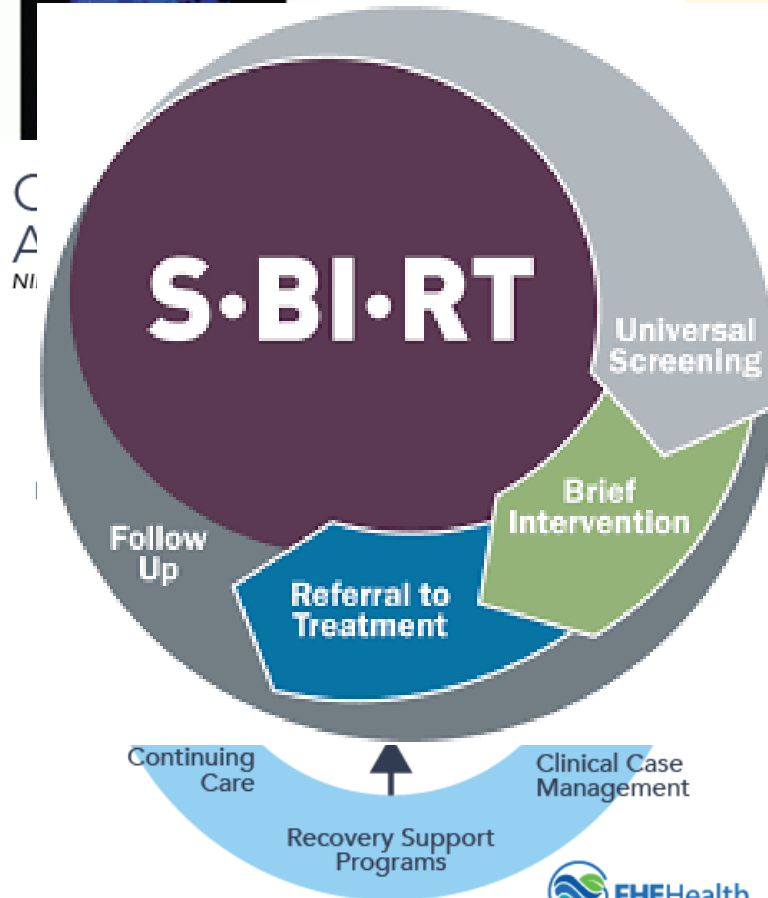 S•BI•RT
Universal
Screening
Brief
Intervention
Follow
Up
Referral to
Treatment
Continuing
Care
Clinical Case
Management
Recovery Support
Programs
EHEHealth